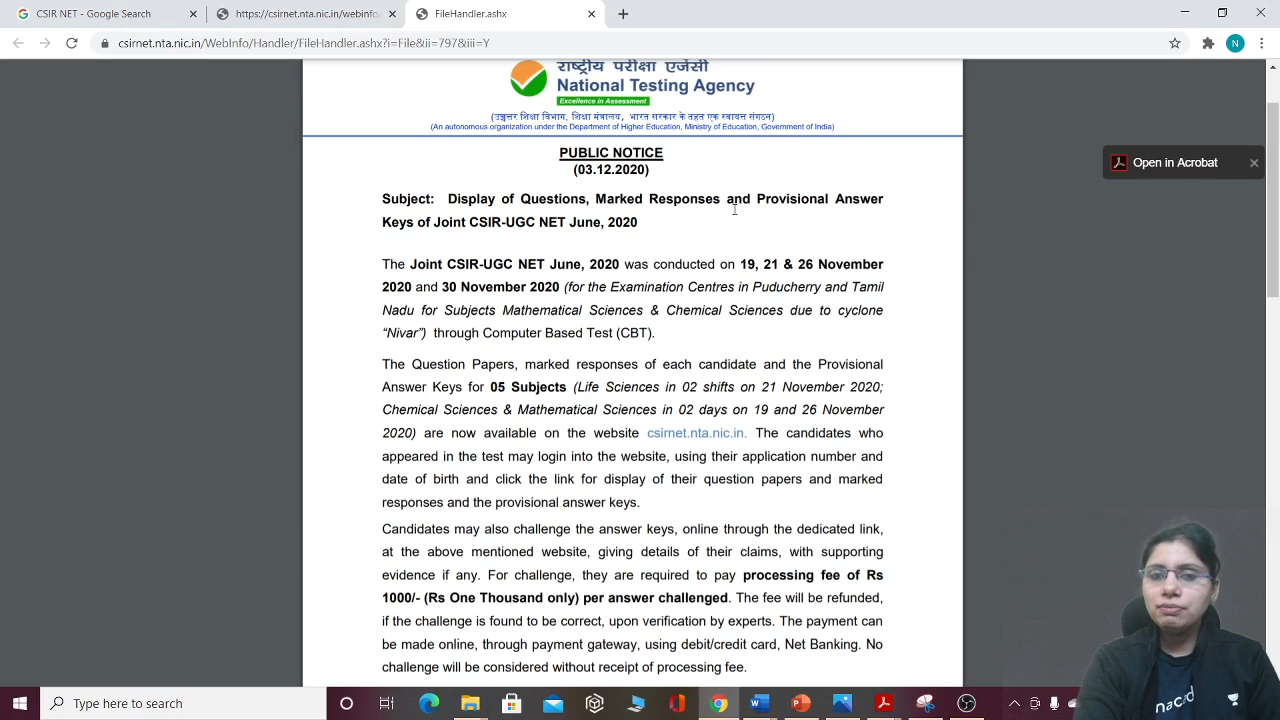 CSIR NET - Google Search
https://csirnet.nta.nic.in/webinfo
FileHandler.ashx
csirnet.nta.nic.in/WebInfo/Handler/FileHandler.ashx?i=File&ii=797&iii=Y
N
राष्ट्रीय परीक्षा एजेंसी
National Testing Agency
Excellence in Assessment
(उच्चत्तर शिक्षा विभाग, शिक्षा मंत्रालय, भारत सरकार के तहत एक स्वायत्त संगठन)
(An autonomous organization under the Department of Higher Education, Ministry of Education, Government of India)
Open in Acrobat
PUBLIC NOTICE
(03.12.2020)
Subject: Display of Questions, Marked Responses and Provisional Answer
Keys of Joint CSIR-UGC NET June, 2020
The Joint CSIR-UGC NET June, 2020 was conducted on 19, 21 & 26 November
2020 and 30 November 2020 (for the Examination Centres in Puducherry and Tamil
Nadu for Subjects Mathematical Sciences & Chemical Sciences due to cyclone
“Nivar”) through Computer Based Test (CBT).
The Question Papers, marked responses of each candidate and the Provisional
Answer Keys for 05 Subjects (Life Sciences in 02 shifts on 21 November 2020;
Chemical Sciences & Mathematical Sciences in 02 days on 19 and 26 November
2020) are now available on the website csirnet.nta.nic.in. The candidates who
appeared in the test may login into the website, using their application number and
date of birth and click the link for display of their question papers and marked
responses and the provisional answer keys.
Candidates may also challenge the answer keys, online through the dedicated link,
at the above mentioned website, giving details of their claims, with supporting
evidence if any. For challenge, they are required to pay processing fee of Rs
1000/- (Rs One Thousand only) per answer challenged. The fee will be refunded,
if the challenge is found to be correct, upon verification by experts. The payment can
be made online, through payment gateway, using debit/credit card, Net Banking. No
challenge will be considered without receipt of processing fee.
nacad
Type here to search